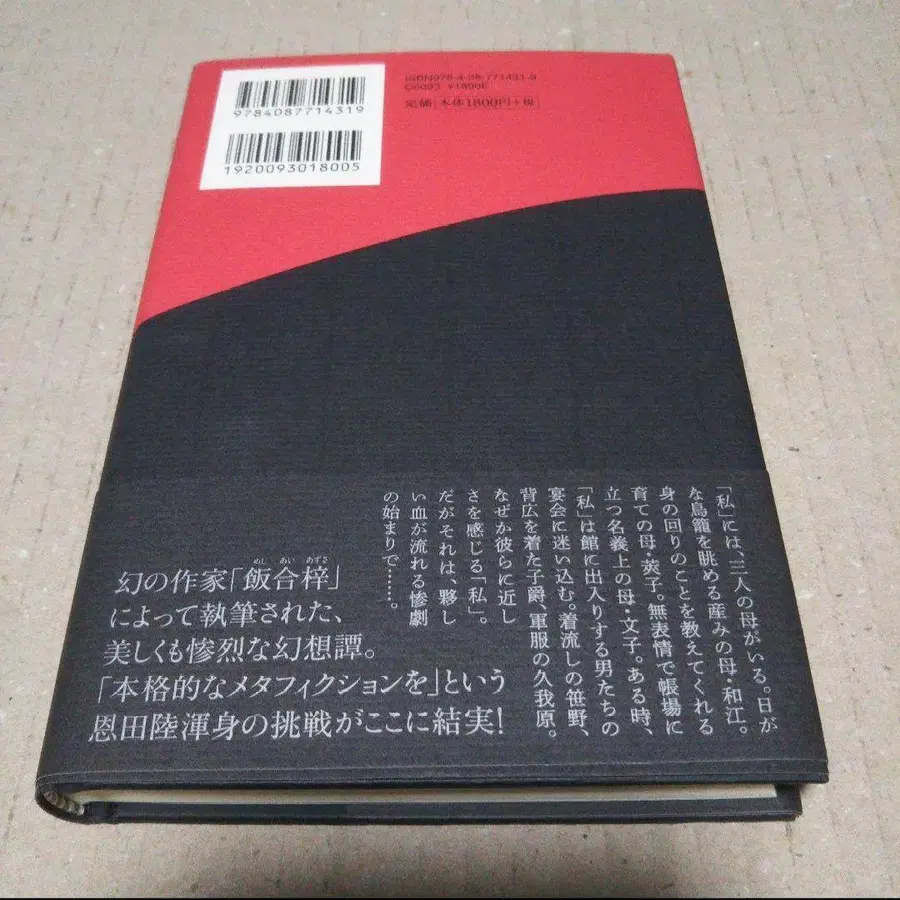 9784087714319
1920093018005
ISBN978-4-08-771431-9
C0093 ¥1800E
定価 本体1800円+税
「私」には、三人の母がいる。日が
な鳥籠を眺める産みの母・和江。
身の回りのことを教えてくれる
育ての母・莢子。無表情で帳場に
立つ名義上の母・文子。ある時、
「私」は館に出入りする男たちの
宴会に迷い込む。着流しの笹野、
背広を着た子爵、軍服の久我原。
なぜか彼らに近し
さを感じる「私」。
だがそれは、夥し
い血が流れる惨劇
の始まりで……。
幻の作家「飯合梓」
めし あい あずさ
によって執筆された、
美しくも惨烈な幻想譚。
「本格的なメタフィクションを」という
恩田陸渾身の挑戦がここに結実!